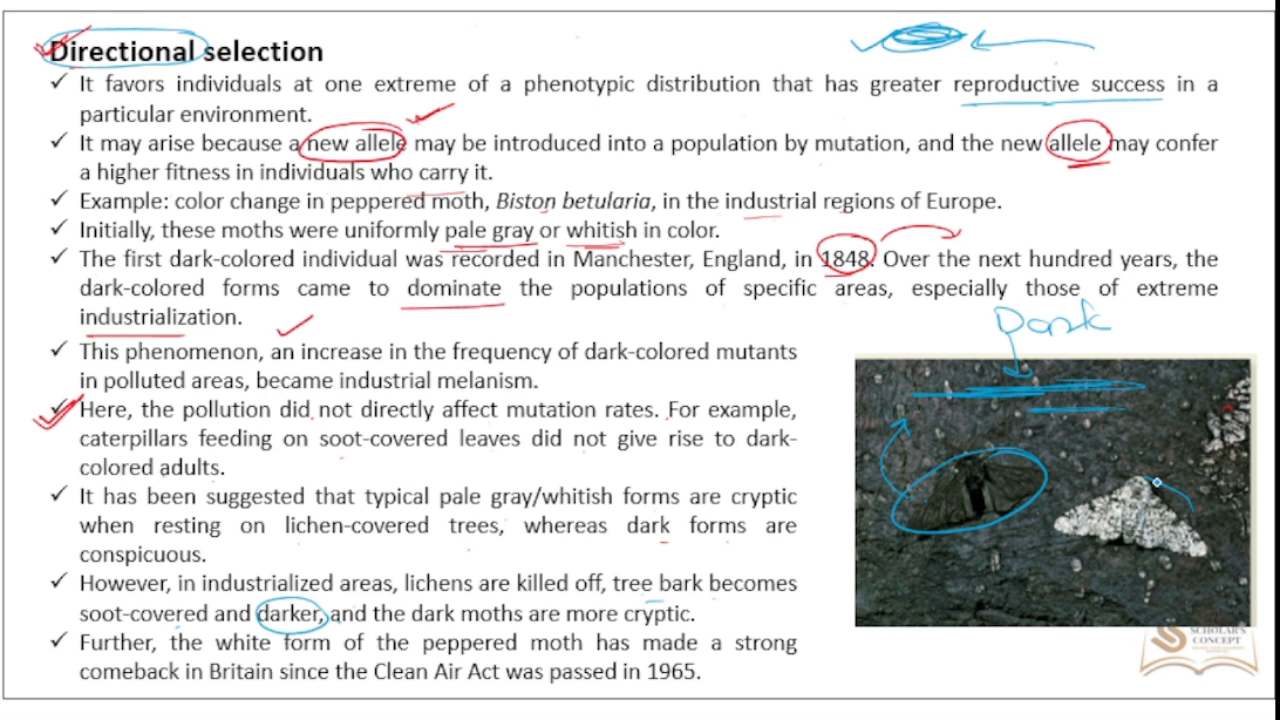 Directional selection
✓ It favors individuals at one extreme of a phenotypic distribution that has greater reproductive success in a
particular environment.
✓ It may arise because a new allele may be introduced into a population by mutation, and the new allele may confer
a higher fitness in individuals who carry it.
✓ Example: color change in peppered moth, Biston betularia, in the industrial regions of Europe.
✓ Initially, these moths were uniformly pale gray or whitish in color.
✓ The first dark-colored individual was recorded in Manchester, England, in 1848. Over the next hundred years, the
dark-colored forms came to dominate the populations of specific areas, especially those of extreme
industrialization.
Dark
✓ This phenomenon, an increase in the frequency of dark-colored mutants
in polluted areas, became industrial melanism.
✓ Here, the pollution did not directly affect mutation rates. For example,
caterpillars feeding on soot-covered leaves did not give rise to dark-
colored adults.
✓ It has been suggested that typical pale gray/whitish forms are cryptic
when resting on lichen-covered trees, whereas dark forms are
conspicuous.
✓ However, in industrialized areas, lichens are killed off, tree bark becomes
soot-covered and darker, and the dark moths are more cryptic.
✓ Further, the white form of the peppered moth has made a strong
comeback in Britain since the Clean Air Act was passed in 1965.
SCHOLAR'S
CONCEPT